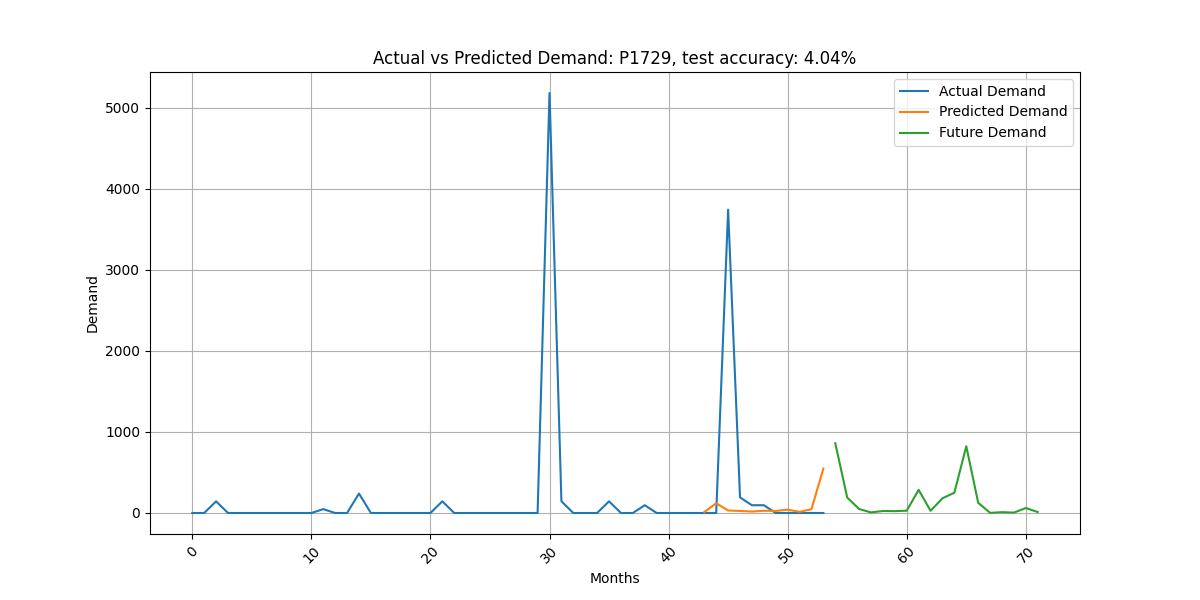 Actual vs Predicted Demand: P1729, test accuracy: 4.04%
Actual Demand
Predicted Demand
Future Demand
5000
4000
3000
2000
1000
0
Demand
0 10 20 30 40 50 60 70
Months